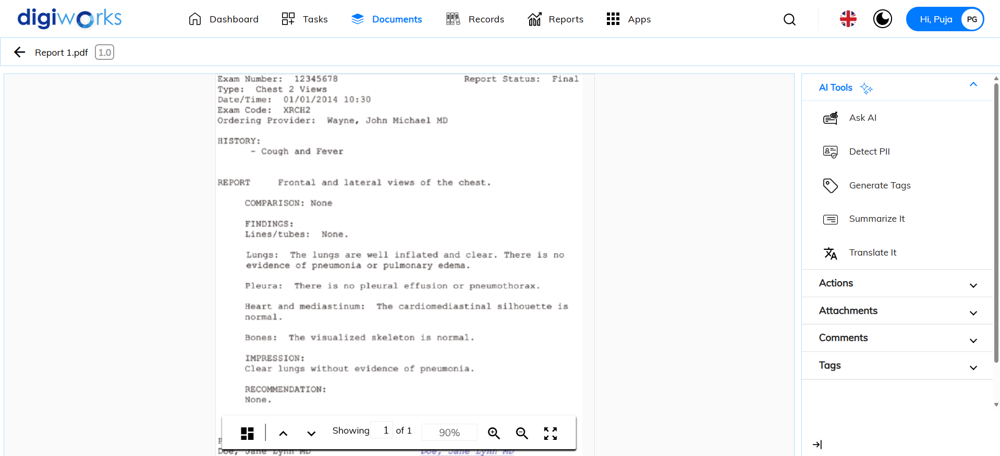 digiworks
Dashboard
Tasks
Documents
Records
Reports
Apps
Hi, Puja
PG
Report 1.pdf
1.0
Exam Number: 12345678 Report Status: Final
Type: Chest 2 Views
Date/Time: 01/01/2014 10:30
Exam Code: XRCH2
Ordering Provider: Wayne, John Michael MD
HISTORY:
- Cough and Fever
REPORT Frontal and lateral views of the chest.
COMPARISON: None
FINDINGS:
Lines/tubes: None.
Lungs: The lungs are well inflated and clear. There is no
evidence of pneumonia or pulmonary edema.
Pleura: There is no pleural effusion or pneumothorax.
Heart and mediastinum: The cardiomediastinal silhouette is
normal.
Bones: The visualized skeleton is normal.
IMPRESSION:
Clear lungs without evidence of pneumonia.
RECOMMENDATION:
None.
Showing 1 of 1
90%
Doe, Jane Lynn MD Doe, Jane Lynn MD
AI Tools
Ask AI
Detect PII
Generate Tags
Summarize It
Translate It
Actions
Attachments
Comments
Tags